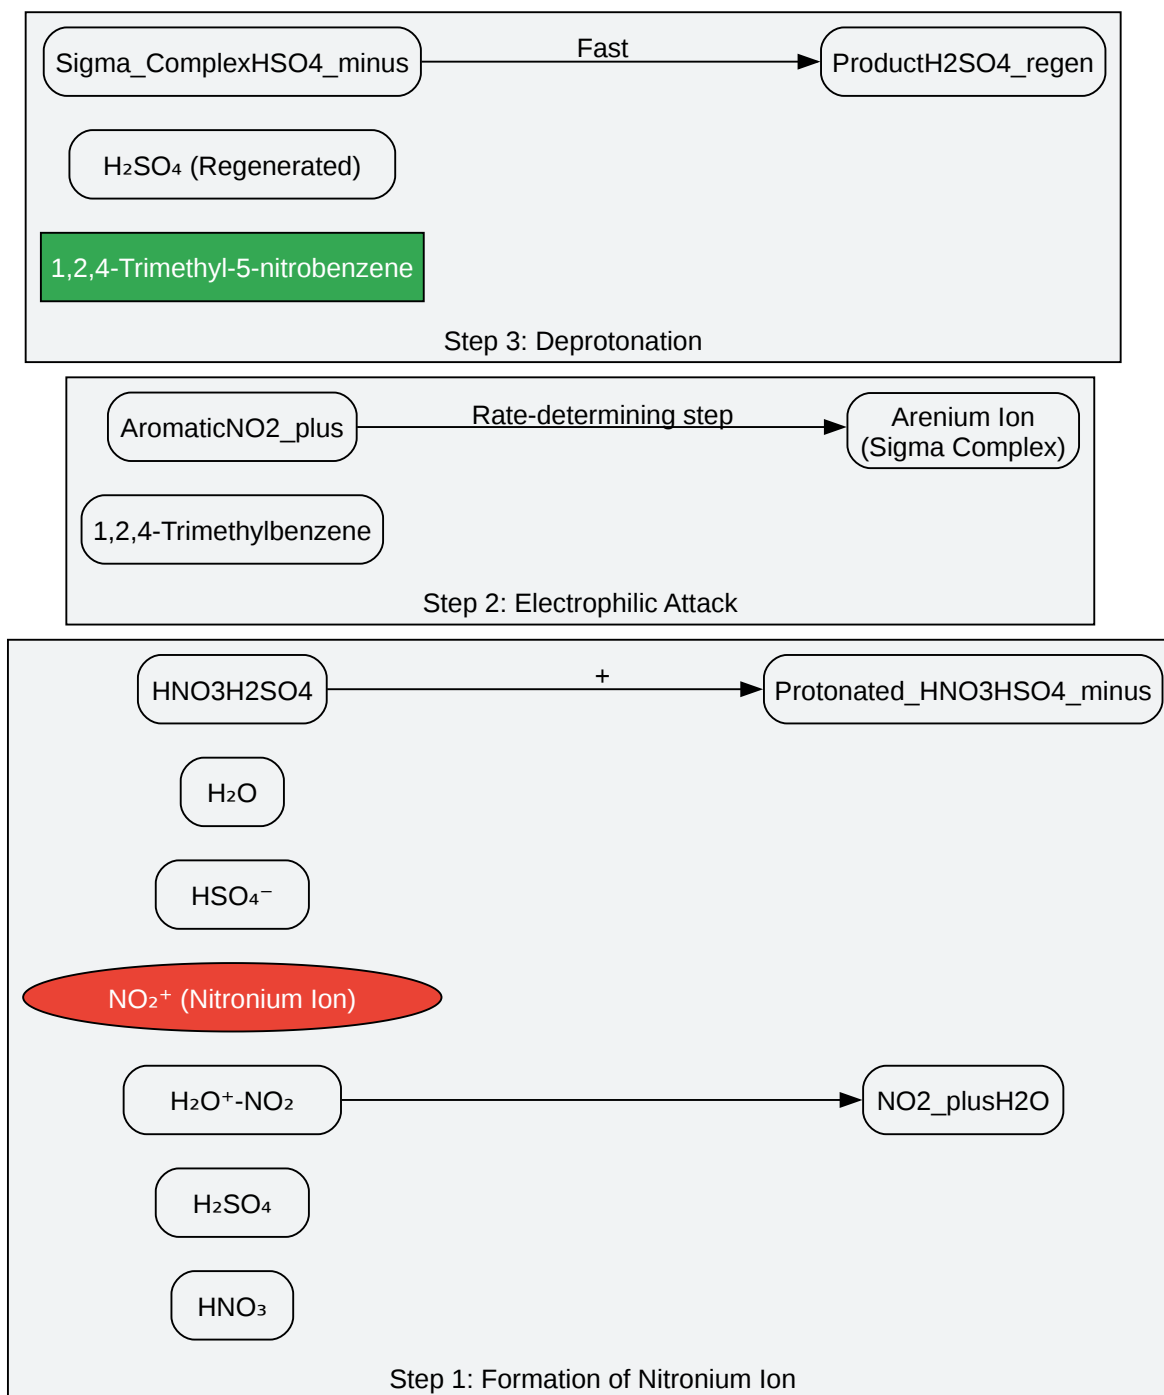 Sigma_ComplexHSO4_minus
Fast
ProductH2SO4_regen
H₂SO₄ (Regenerated)
1,2,4-Trimethyl-5-nitrobenzene
Step 3: Deprotonation
AromaticNO2_plus
Rate-determining step
Arenium Ion
(Sigma Complex)
1,2,4-Trimethylbenzene
Step 2: Electrophilic Attack
HNO3H2SO4
+
Protonated_HNO3HSO4_minus
H₂O
HSO₄⁻
NO₂⁺ (Nitronium Ion)
H₂O⁺-NO₂
NO2_plusH2O
H₂SO₄
HNO₃
Step 1: Formation of Nitronium Ion